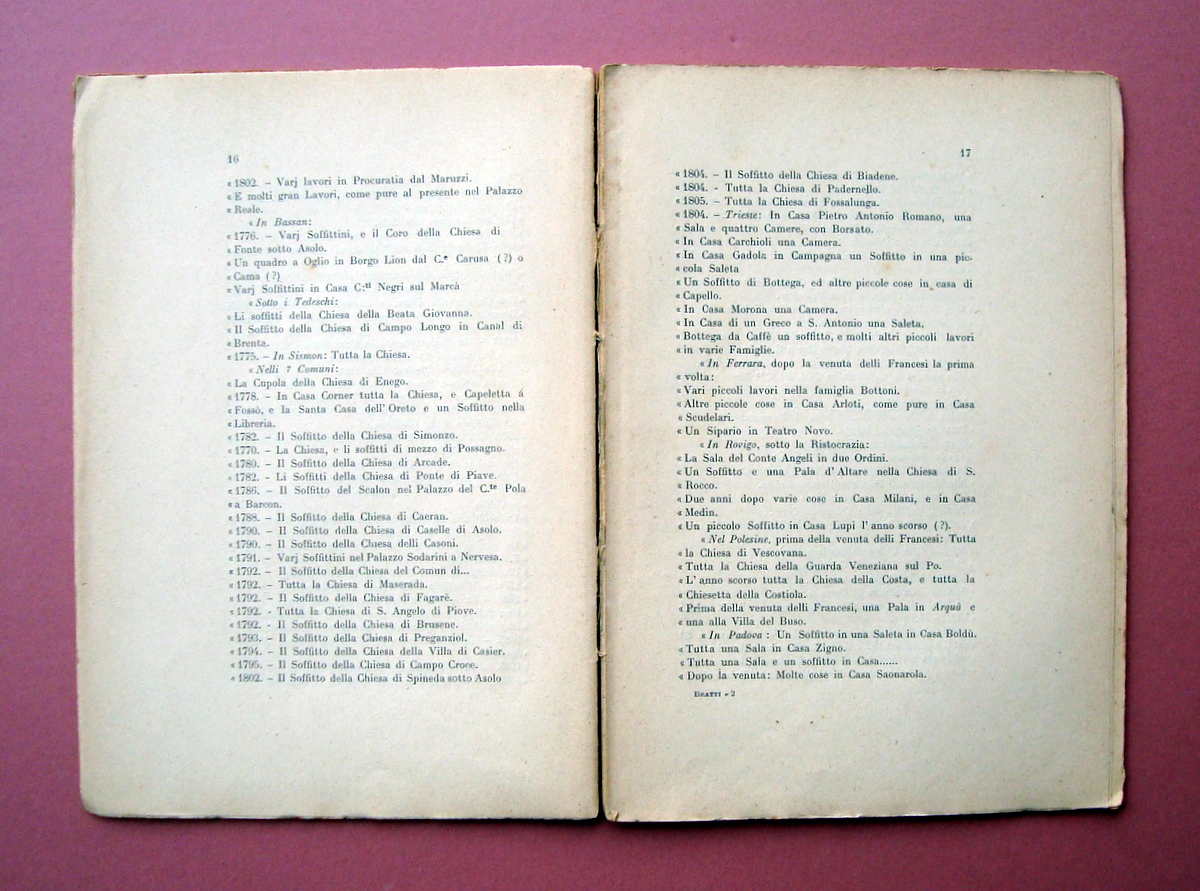 16
« 1802. – Varj lavori in Procuratia dal Maruzzi.
« E molti gran Lavori, come pure al presente nel Palazzo
« Reale.
« In Bassan:
« 1776. – Varj Soffittini, e il Coro della Chiesa di
« Fonte sotto Asolo.
« Un quadro a Oglio in Borgo Lion dal C.e Carusa (?) o
« Cama (?)
« Varj Soffittini in Casa C:ti Negri sul Marcà
« Sotto i Tedeschi:
« Li soffitti della Chiesa della Beata Giovanna.
« Il Soffitto della Chiesa di Campo Longo in Canal di
« Brenta.
« 1775. – In Sismon: Tutta la Chiesa.
« Nelli 7 Comuni:
« La Cupola della Chiesa di Enego.
« 1778. – In Casa Corner tutta la Chiesa, e Capeletta á
« Fossò, e la Santa Casa dell' Oreto e un Soffitto nella
« Libreria.
« 1782. – Il Soffitto della Chiesa di Simonzo.
« 1770. – La Chiesa, e li soffitti di mezzo di Possagno.
« 1780. – Il Soffitto della Chiesa di Arcade.
« 1782. - Li Soffitti della Chiesa di Ponte di Piave.
« 1786. – Il Soffitto del Scalon nel Palazzo del C.te Pola
« a Barcon.
« 1788. – Il Soffitto della Chiesa di Caeran.
« 1790. – Il Soffitto della Chiesa di Caselle di Asolo.
« 1790. – Il Soffitto della Chiesa delli Casoni.
« 1791. – Varj Soffittini nel Palazzo Sodarini a Nervesa.
« 1792. – Il Soffitto della Chiesa del Comun di...
« 1792. – Tutta la Chiesa di Maserada.
« 1792. – Il Soffitto della Chiesa di Fagarè.
« 1792. - Tutta la Chiesa di S. Angelo di Piove.
« 1792. - Il Soffitto della Chiesa di Brusene.
« 1793. – Il Soffitto della Chiesa di Preganziol.
« 1794. – Il Soffitto della Chiesa della Villa di Casier.
« 1795. – Il Soffitto della Chiesa di Campo Croce.
« 1802. – Il Soffitto della Chiesa di Spineda sotto Asolo
17
« 1804. – Il Soffitto della Chiesa di Biadene.
« 1804. - Tutta la Chiesa di Padernello.
« 1805. – Tutta la Chiesa di Fossalunga.
« 1804. – Trieste: In Casa Pietro Antonio Romano, una
« Sala e quattro Camere, con Borsato.
« In Casa Carchioli una Camera.
« In Casa Gadola in Campagna un Soffitto in una pic-
« cola Saleta
« Un Soffitto di Bottega, ed altre piccole cose in casa di
« Capello.
« In Casa Morona una Camera.
« In Casa di un Greco a S. Antonio una Saleta.
« Bottega da Caffè un soffitto, e molti altri piccoli lavori
« in varie Famiglie.
« In Ferrara, dopo la venuta delli Francesi la prima
« volta:
« Vari piccoli lavori nella famiglia Bottoni.
« Altre piccole cose in Casa Arloti, come pure in Casa
« Scudelari.
« Un Sipario in Teatro Novo.
« In Rovigo, sotto la Ristocrazia:
« La Sala del Conte Angeli in due Ordini.
« Un Soffitto e una Pala d' Altare nella Chiesa di S.
« Rocco.
« Due anni dopo varie cose in Casa Milani, e in Casa
« Medin.
« Un piccolo Soffitto in Casa Lupi l' anno scorso (?).
« Nel Polesine, prima della venuta delli Francesi: Tutta
« la Chiesa di Vescovana.
« Tutta la Chiesa della Guarda Veneziana sul Po.
« L' anno scorso tutta la Chiesa della Costa, e tutta la
« Chiesetta della Costiola.
« Prima della venuta delli Francesi, una Pala in Arquà e
« una alla Villa del Buso.
« In Padova : Un Soffitto in una Saleta in Casa Boldù.
« Tutta una Sala in Casa Zigno.
« Tutta una Sala e un soffitto in Casa......
« Dopo la venuta: Molte cose in Casa Saonarola.
Bratti - 2